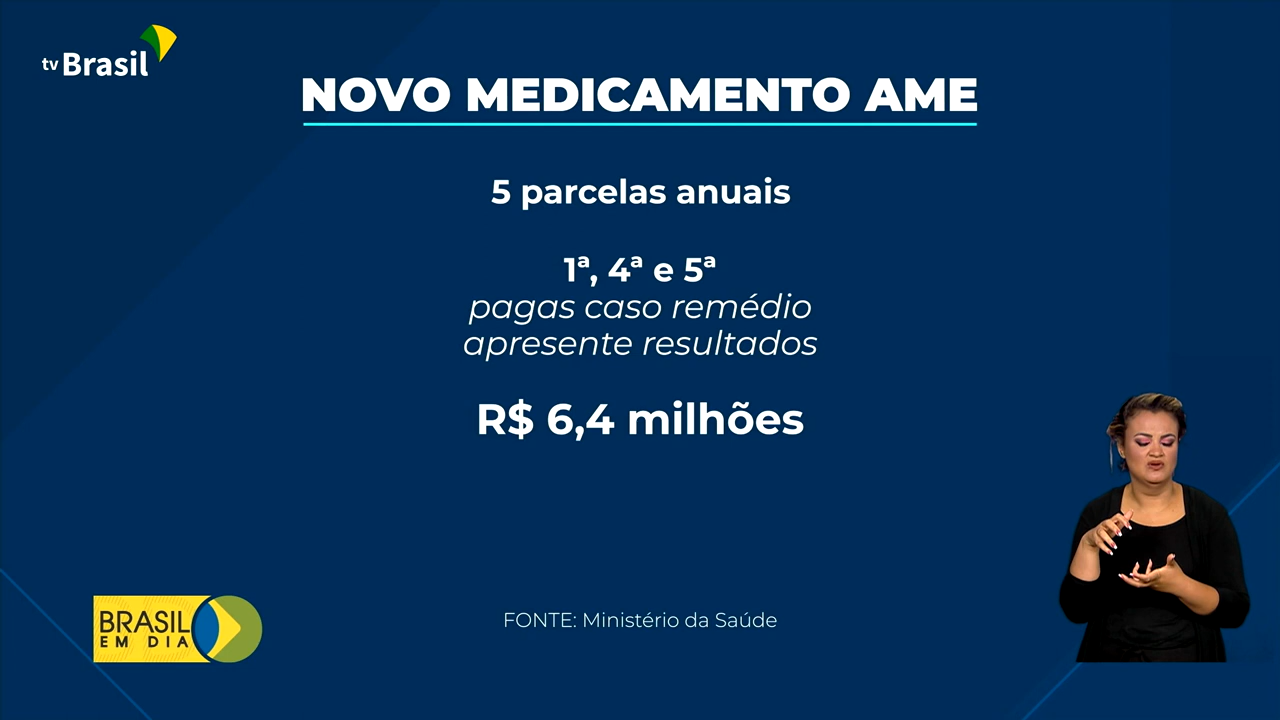 tv Brasil
NOVO MEDICAMENTO AME
5 parcelas anuais
1ª, 4ª e 5ª
pagas caso remédio
apresente resultados
R$ 6,4 milhões
BRASIL
EM DIA
FONTE: Ministério da Saúde